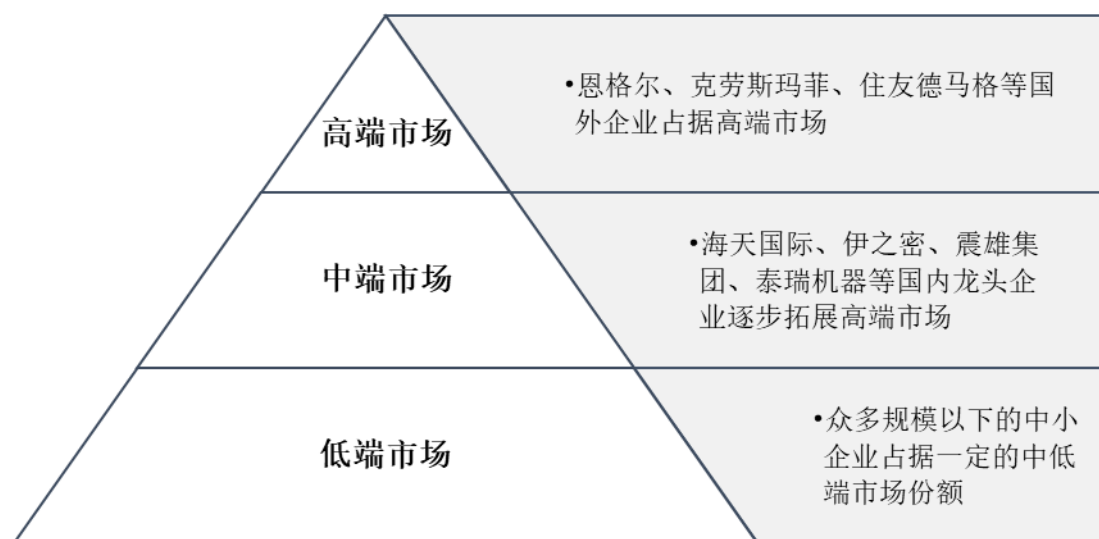 高端市场
•恩格尔、克劳斯玛菲、住友德马格等国
外企业占据高端市场
中端市场
•海天国际、伊之密、震雄集
团、泰瑞机器等国内龙头企
业逐步拓展高端市场
低端市场
•众多规模以下的中小
企业占据一定的中低
端市场份额